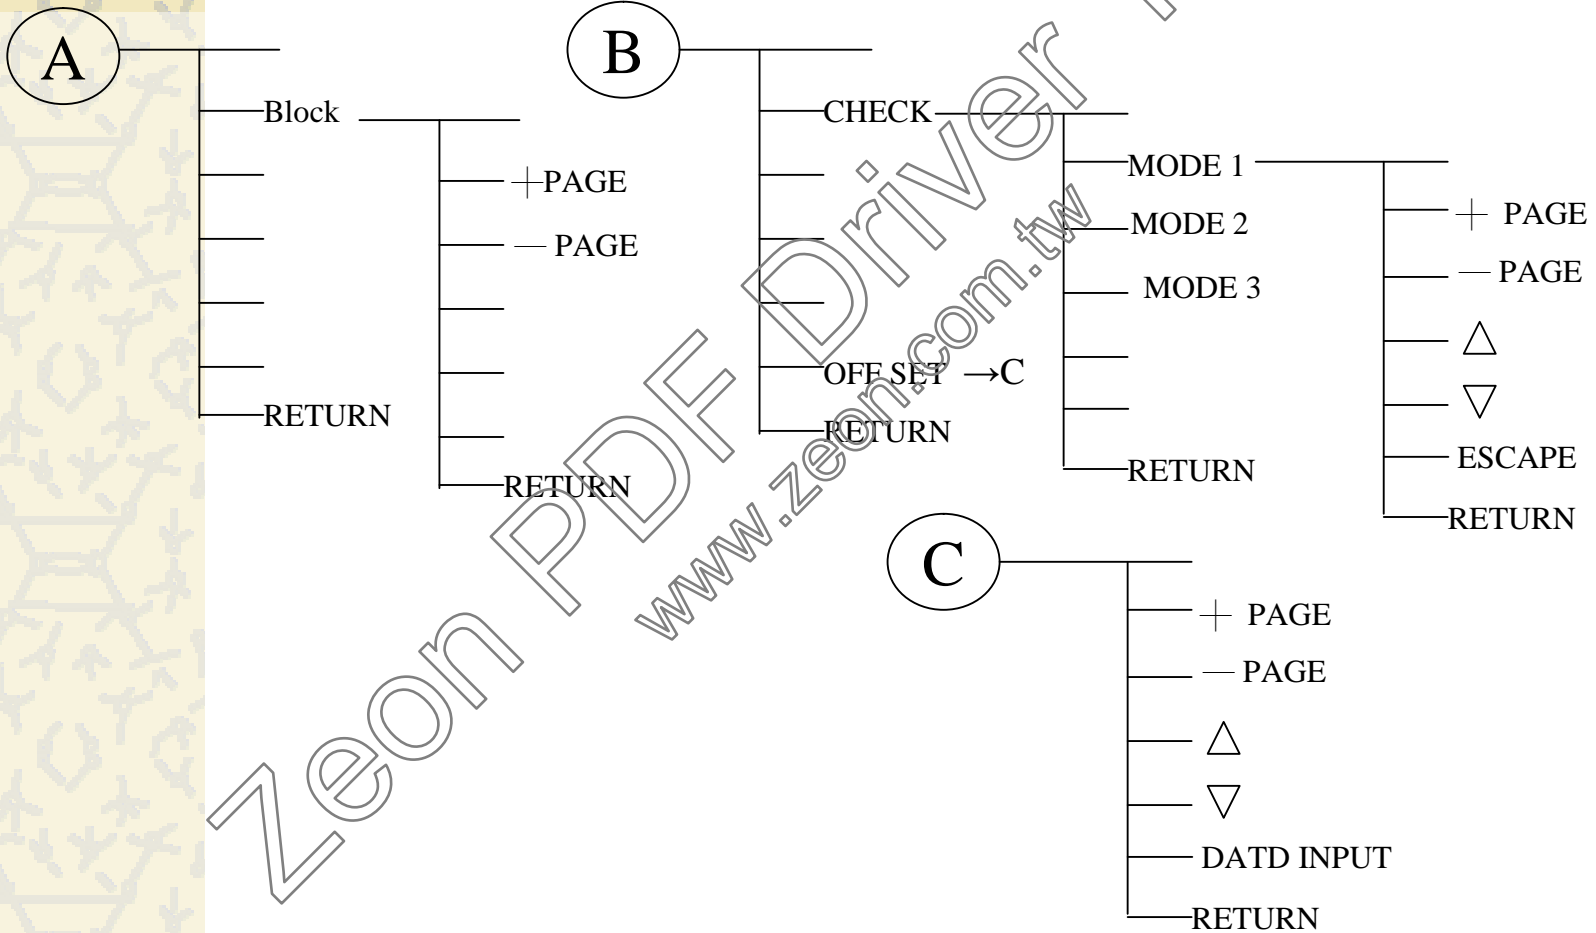 A
Block
＋PAGE
－ PAGE
RETURN
RETURN
B
CHECK
OFF SET →C
RETURN
MODE 1
MODE 2
MODE 3
RETURN
＋ PAGE
－ PAGE
△
▽
ESCAPE
RETURN
C
＋ PAGE
－ PAGE
△
▽
DATD INPUT
RETURN
Zeon PDF Driver
www.zeon.com.tw